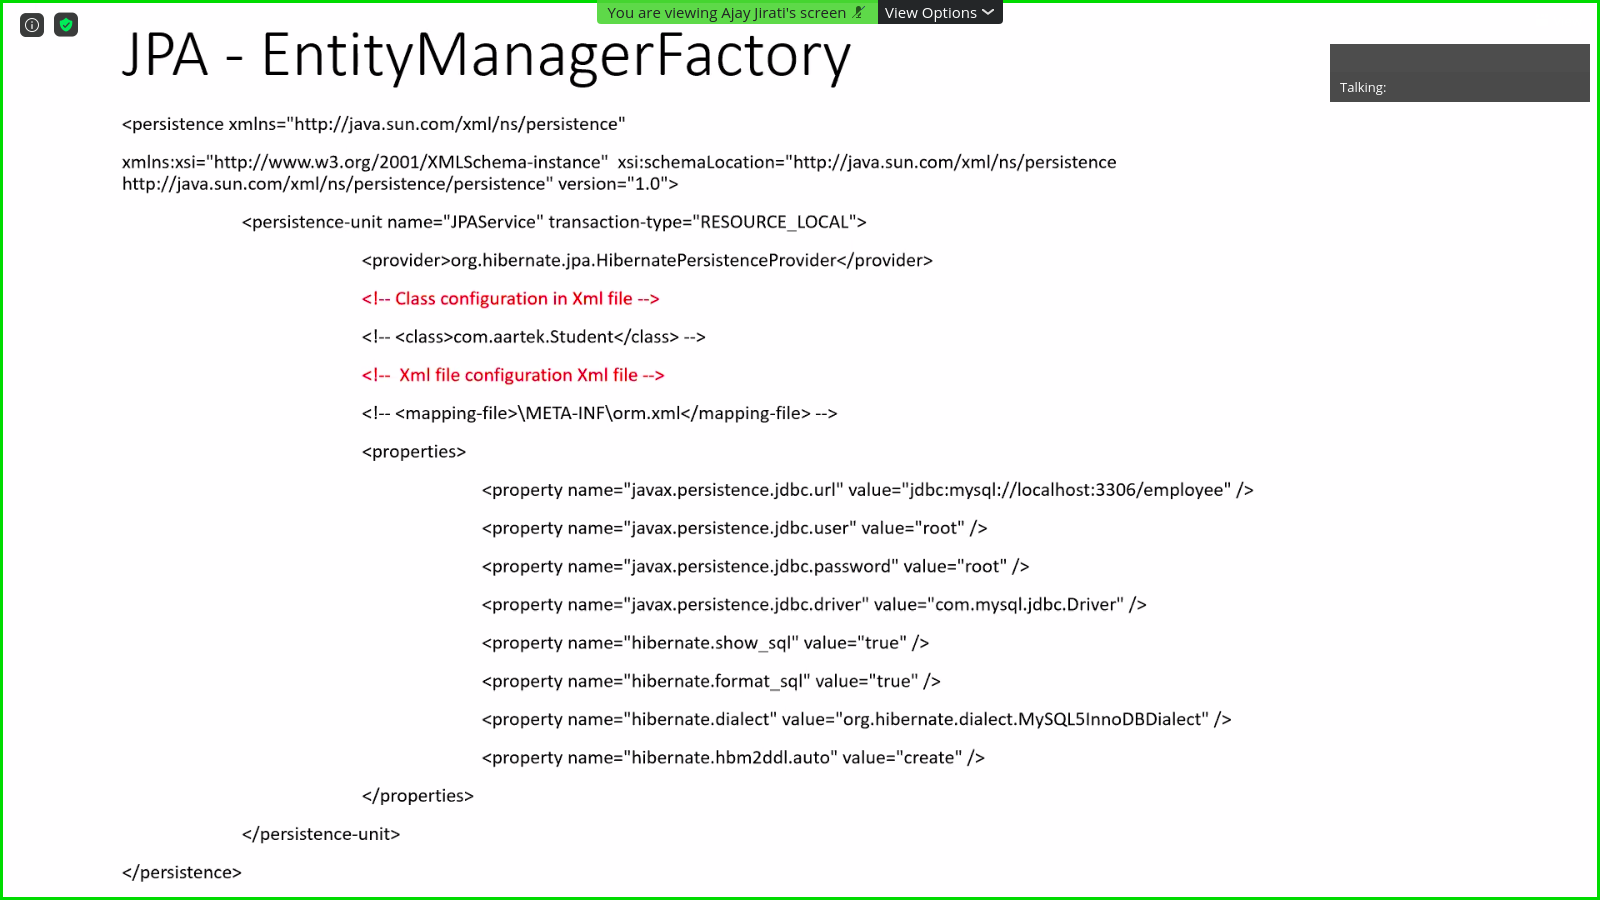 You are viewing Ajay Jirati's screen
View Options
JPA - EntityManagerFactory
Talking:
<persistence xmlns="http://java.sun.com/xml/ns/persistence"
xmlns:xsi="http://www.w3.org/2001/XMLSchema-instance"  xsi:schemaLocation="http://java.sun.com/xml/ns/persistence
http://java.sun.com/xml/ns/persistence/persistence" version="1.0">
<persistence-unit name="JPAService" transaction-type="RESOURCE_LOCAL">
<provider>org.hibernate.jpa.HibernatePersistenceProvider</provider>
<!-- Class configuration in Xml file -->
<!-- <class>com.aartek.Student</class> -->
<!--  Xml file configuration Xml file -->
<!-- <mapping-file>\META-INF\orm.xml</mapping-file> -->
<properties>
<property name="javax.persistence.jdbc.url" value="jdbc:mysql://localhost:3306/employee" />
<property name="javax.persistence.jdbc.user" value="root" />
<property name="javax.persistence.jdbc.password" value="root" />
<property name="javax.persistence.jdbc.driver" value="com.mysql.jdbc.Driver" />
<property name="hibernate.show_sql" value="true" />
<property name="hibernate.format_sql" value="true" />
<property name="hibernate.dialect" value="org.hibernate.dialect.MySQL5InnoDBDialect" />
<property name="hibernate.hbm2ddl.auto" value="create" />
</properties>
</persistence-unit>
</persistence>